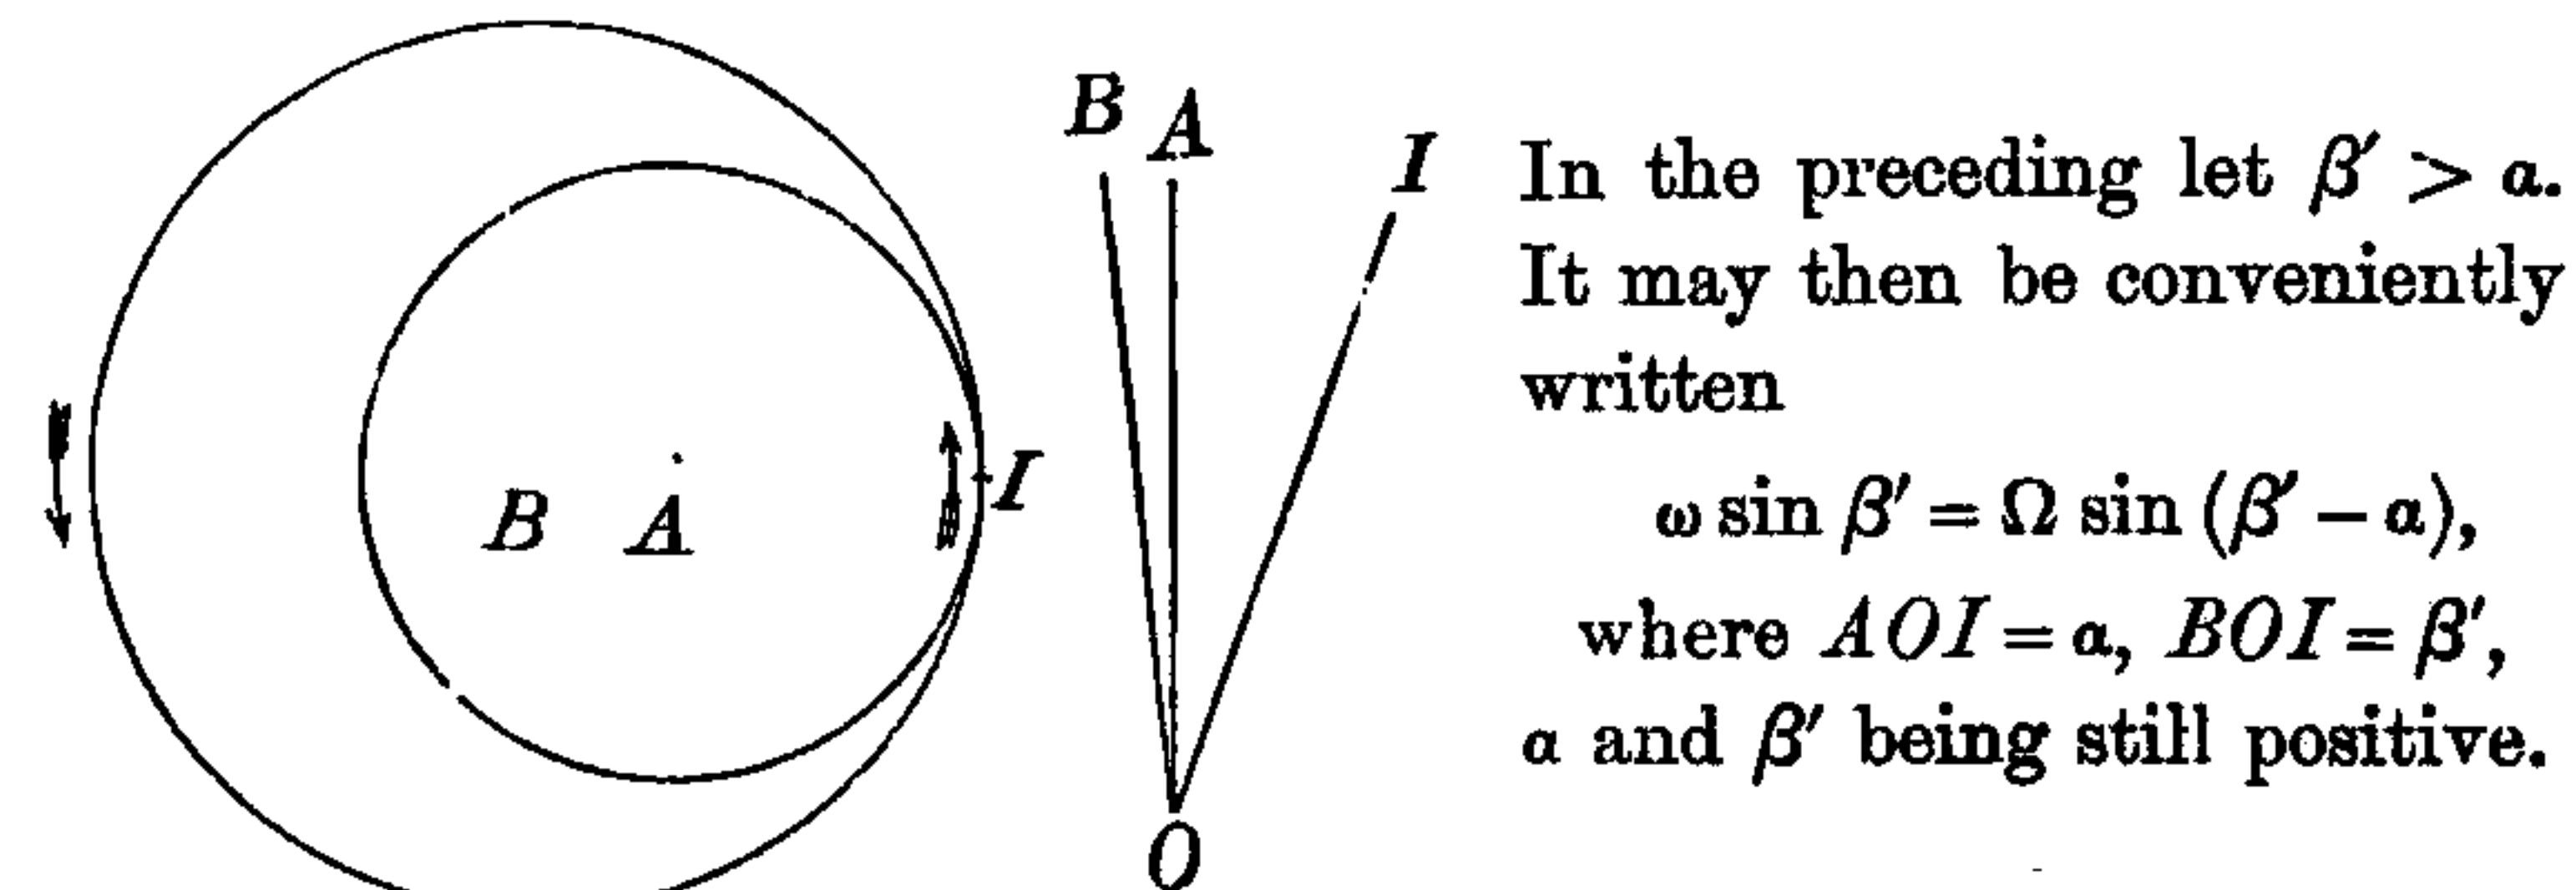 B A
I
B A
I
O
In the preceding let β′ > α.
It may then be conveniently
written
ω sin β′ = Ω sin (β′ – α),
where AOI = α, BOI = β′,
α and β′ being still positive.